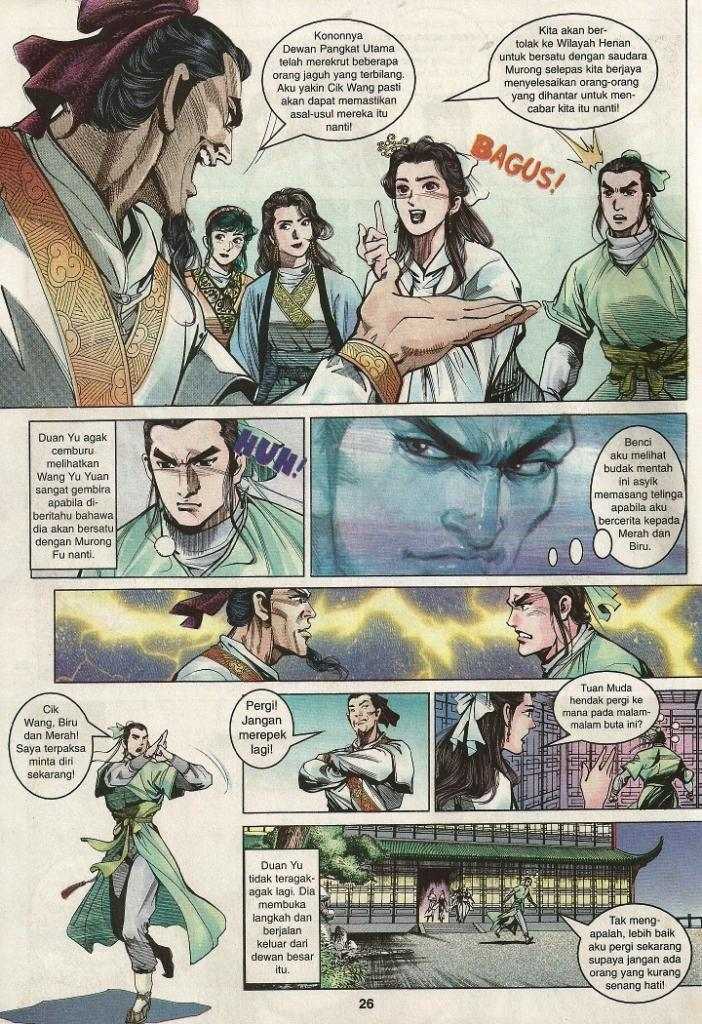 Kononnya
Dewan Pangkat Utama
telah merekrut beberapa
orang jaguh yang terbilang.
Aku yakin Cik Wang pasti
akan dapat memastikan
asal-usul mereka itu
nanti!
Kita akan ber-
tolak ke Wilayah Henan
untuk bersatu dengan saudara
Murong selepas kita berjaya
menyelesaikan orang-orang
yang dihantar untuk men-
cabar kita itu nanti!
BAGUS!
Duan Yu agak
cemburu
melihatkan
Wang Yu Yuan
sangat gembira
apabila di-
beritahu bahawa
dia akan bersatu
dengan Murong
Fu nanti.
HUH!
Benci
aku melihat
budak mentah
ini asyik
memasang telinga
apabila aku
bercerita kepada
Merah dan
Biru.
Cik
Wang, Biru
dan Merah!
Saya terpaksa
minta diri
sekarang!
Pergi!
Jangan
merepek
lagi!
Tuan Muda
hendak pergi ke
mana pada malam-
malam buta ini?
Duan Yu
tidak teragak-
agak lagi. Dia
membuka
langkah dan
berjalan
keluar dari
dewan besar
itu.
Tak meng-
apalah, lebih baik
aku pergi sekarang
supaya jangan ada
orang yang kurang
senang hati!
26